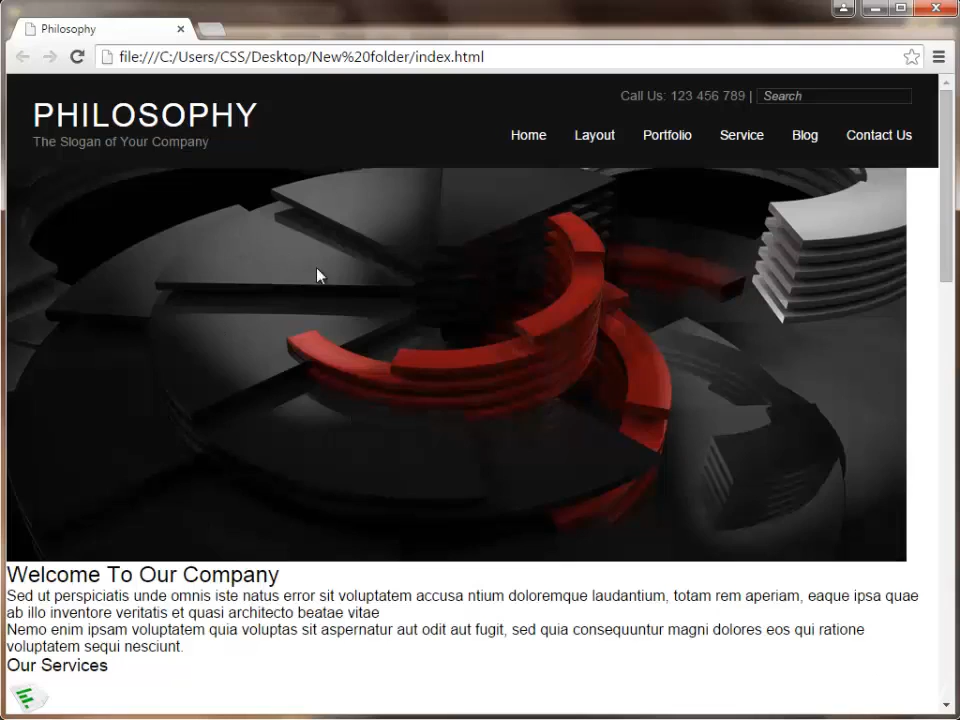 Philosophy
file:///C:/Users/CSS/Desktop/New%20folder/index.html
Call Us: 123 456 789 | Search
PHILOSOPHY
The Slogan of Your Company
Home Layout Portfolio Service Blog Contact Us
Welcome To Our Company
Sed ut perspiciatis unde omnis iste natus error sit voluptatem accusa ntium doloremque laudantium, totam rem aperiam, eaque ipsa quae
ab illo inventore veritatis et quasi architecto beatae vitae
Nemo enim ipsam voluptatem quia voluptas sit aspernatur aut odit aut fugit, sed quia consequuntur magni dolores eos qui ratione
voluptatem sequi nesciunt.
Our Services